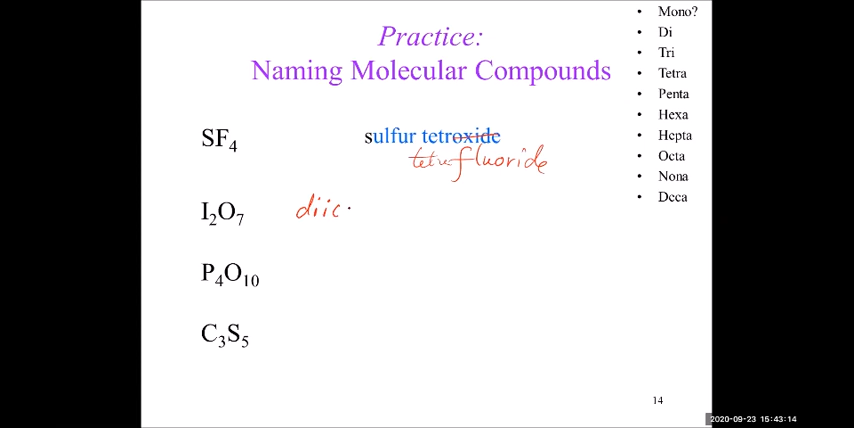 Practice:
Naming Molecular Compounds
SF4 sulfur tetroxide
tetrafluoride
I2O7 diic
P4O10
C3S5
• Mono?
• Di
• Tri
• Tetra
• Penta
• Hexa
• Hepta
• Octa
• Nona
• Deca
14
2020-09-23 15:43:14